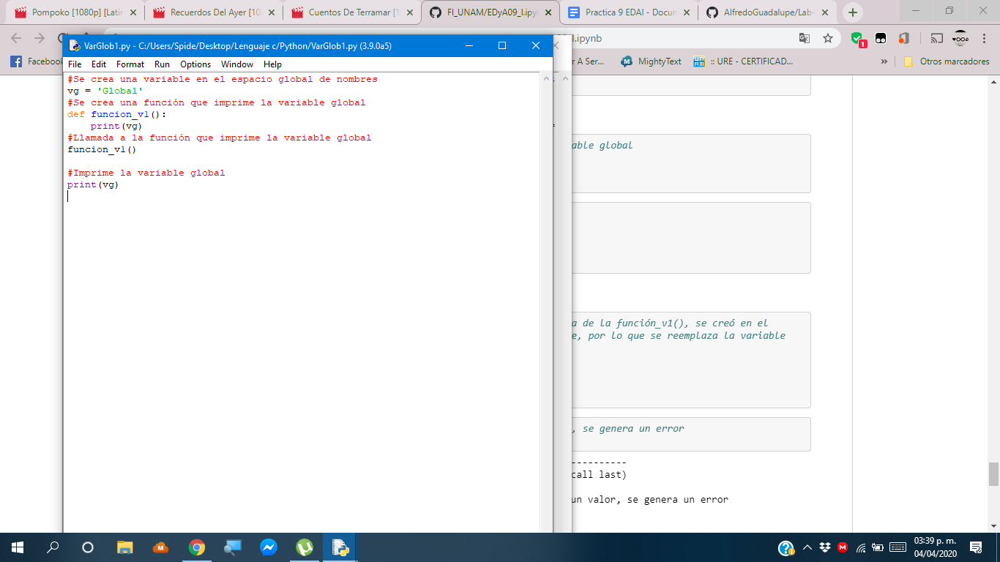 Pompoko [1080p] [Latin
Recuerdos Del Ayer [10
Cuentos De Terramar [1
FI_UNAM/EDyA09_I.ipy
Practica 9 EDAI - Docum
AlfredoGuadalupe/Lab-
I.ipynb
Facebook
r A Ser...
MightyText
:: URE - CERTIFICAD...
»
Otros marcadores
VarGlob1.py - C:/Users/Spide/Desktop/Lenguaje c/Python/VarGlob1.py (3.9.0a5)
File Edit Format Run Options Window Help
#Se crea una variable en el espacio global de nombres
vg = 'Global'
#Se crea una función que imprime la variable global
def funcion_v1():
    print(vg)
#Llamada a la función que imprime la variable global
funcion_v1()
#Imprime la variable global
print(vg)
able global
a de la función_v1(), se creó en el
e, por lo que se reemplaza la variable
, se genera un error
----------
call last)
un valor, se genera un error
03:39 p. m.
04/04/2020